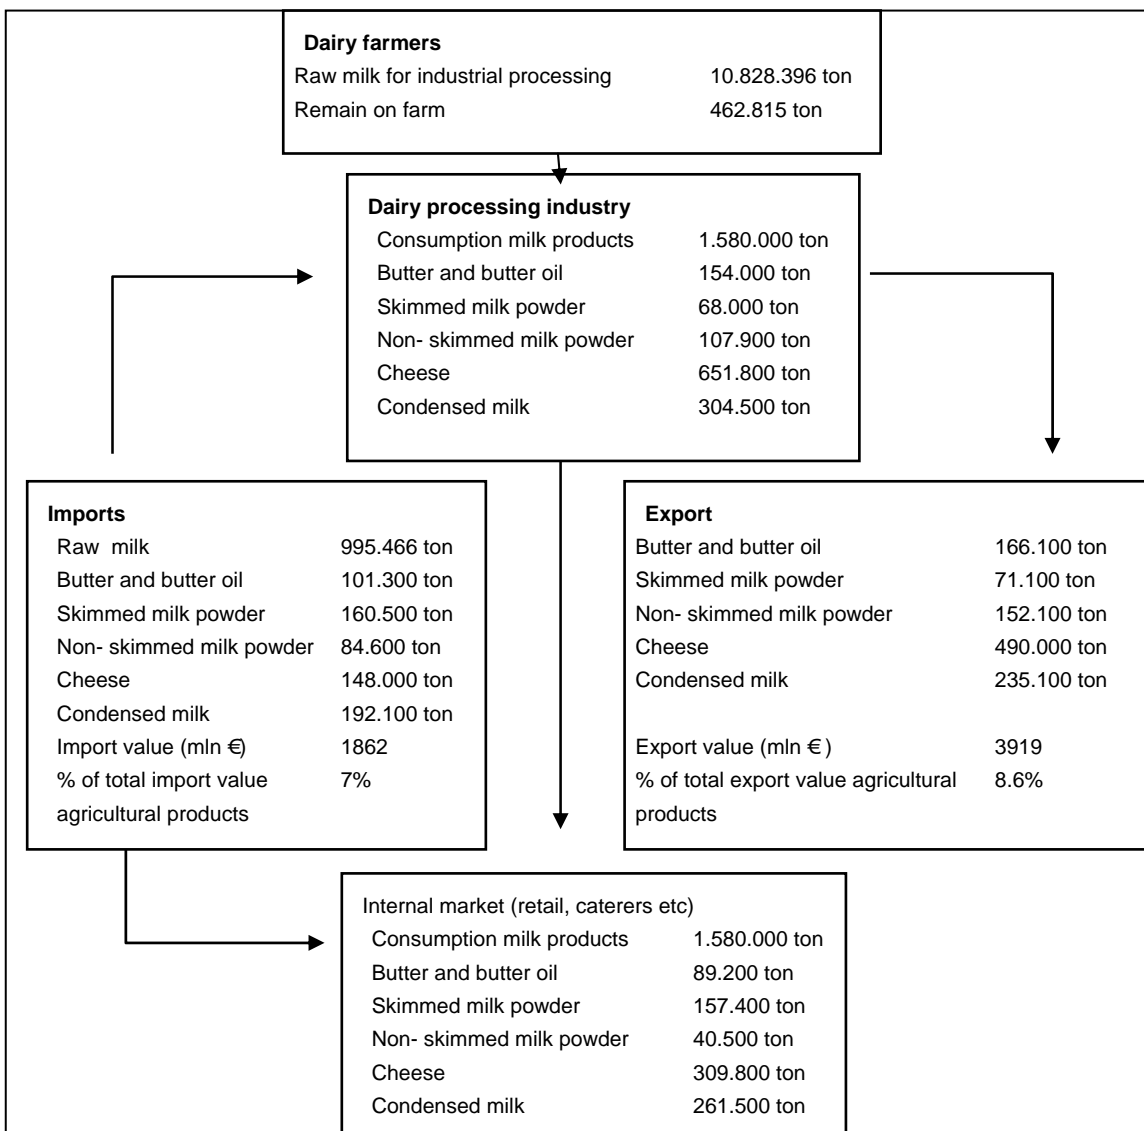 Dairy farmers
Raw milk for industrial processing 10.828.396 ton
Remain on farm 462.815 ton
Dairy processing industry
Consumption milk products 1.580.000 ton
Butter and butter oil 154.000 ton
Skimmed milk powder 68.000 ton
Non- skimmed milk powder 107.900 ton
Cheese 651.800 ton
Condensed milk 304.500 ton
Imports
Raw milk 995.466 ton
Butter and butter oil 101.300 ton
Skimmed milk powder 160.500 ton
Non- skimmed milk powder 84.600 ton
Cheese 148.000 ton
Condensed milk 192.100 ton
Import value (mln €) 1862
% of total import value 7%
agricultural products
Export
Butter and butter oil 166.100 ton
Skimmed milk powder 71.100 ton
Non- skimmed milk powder 152.100 ton
Cheese 490.000 ton
Condensed milk 235.100 ton
Export value (mln € ) 3919
% of total export value agricultural 8.6%
products
Internal market (retail, caterers etc)
Consumption milk products 1.580.000 ton
Butter and butter oil 89.200 ton
Skimmed milk powder 157.400 ton
Non- skimmed milk powder 40.500 ton
Cheese 309.800 ton
Condensed milk 261.500 ton